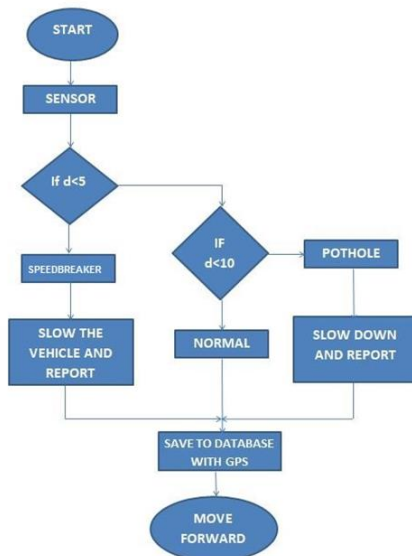 START
SENSOR
If d<5
SPEEDBREAKER
SLOW THE
VEHICLE AND
REPORT
IF
d<10
POTHOLE
NORMAL
SLOW DOWN
AND REPORT
SAVE TO DATABASE
WITH GPS
MOVE
FORWARD